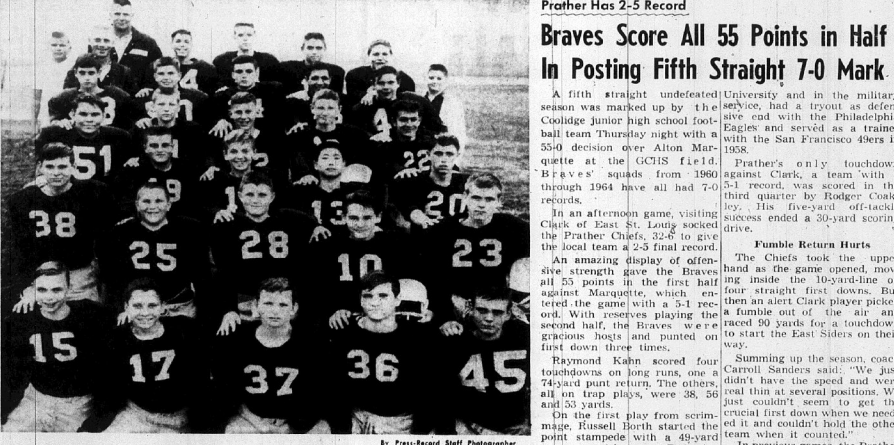 Prather Has 2-5 Record
Braves Score All 55 Points in Half
In Posting Fifth Straight 7-0 Mark
A fifth straight undefeated
season was marked up by the
Coolidge junior high school foot-
ball team Thursday night with a
55-0 decision over Alton Mar-
quette at the GCHS field.
Braves' squads from 1960
through 1964 have all had 7-0
records.
In an afternoon game, visiting
Clark of East St. Louis socked
the Prather Chiefs, 32-6 to give
the local team a 2-5 final record.
An amazing display of offen-
sive strength gave the Braves
all 55 points in the first half
against Marquette, which en-
tered the game with a 5-1 rec-
ord. With reserves playing the
second half, the Braves were
gracious hosts and punted on
first down three times.
Raymond Kahn scored four
touchdowns on long runs, one a
74-yard punt return. The others,
all on trap plays, were 38, 56
and 53 yards.
On the first play from scrim-
mage, Russell Borth started the
point stampede with a 49-yard
University and in the militar
service, had a tryout as defen
sive end with the Philadelphi
Eagles and served as a traine
with the San Francisco 49ers i
1958.
Prather's only touchdow
against Clark, a team with
5-1 record, was scored in th
third quarter by Rodger Coak
ley. His five-yard off-tackl
success ended a 30-yard scorin
drive.
Fumble Return Hurts
The Chiefs took the uppe
hand as the game opened, mov
ing inside the 10-yard-line o
four straight first downs. Bu
then an alert Clark player picke
a fumble out of the air an
raced 90 yards for a touchdow
to start the East Siders on thei
way.
Summing up the season, coac
Carroll Sanders said: "We jus
didn't have the speed and wer
real thin at several positions. W
just couldn't seem to get th
crucial first down when we need
ed it and couldn't hold the othe
team when it counted."
51
22
38
13
20
25
28
10
23
15
17
37
36
45
By Press-Record Staff Photographer